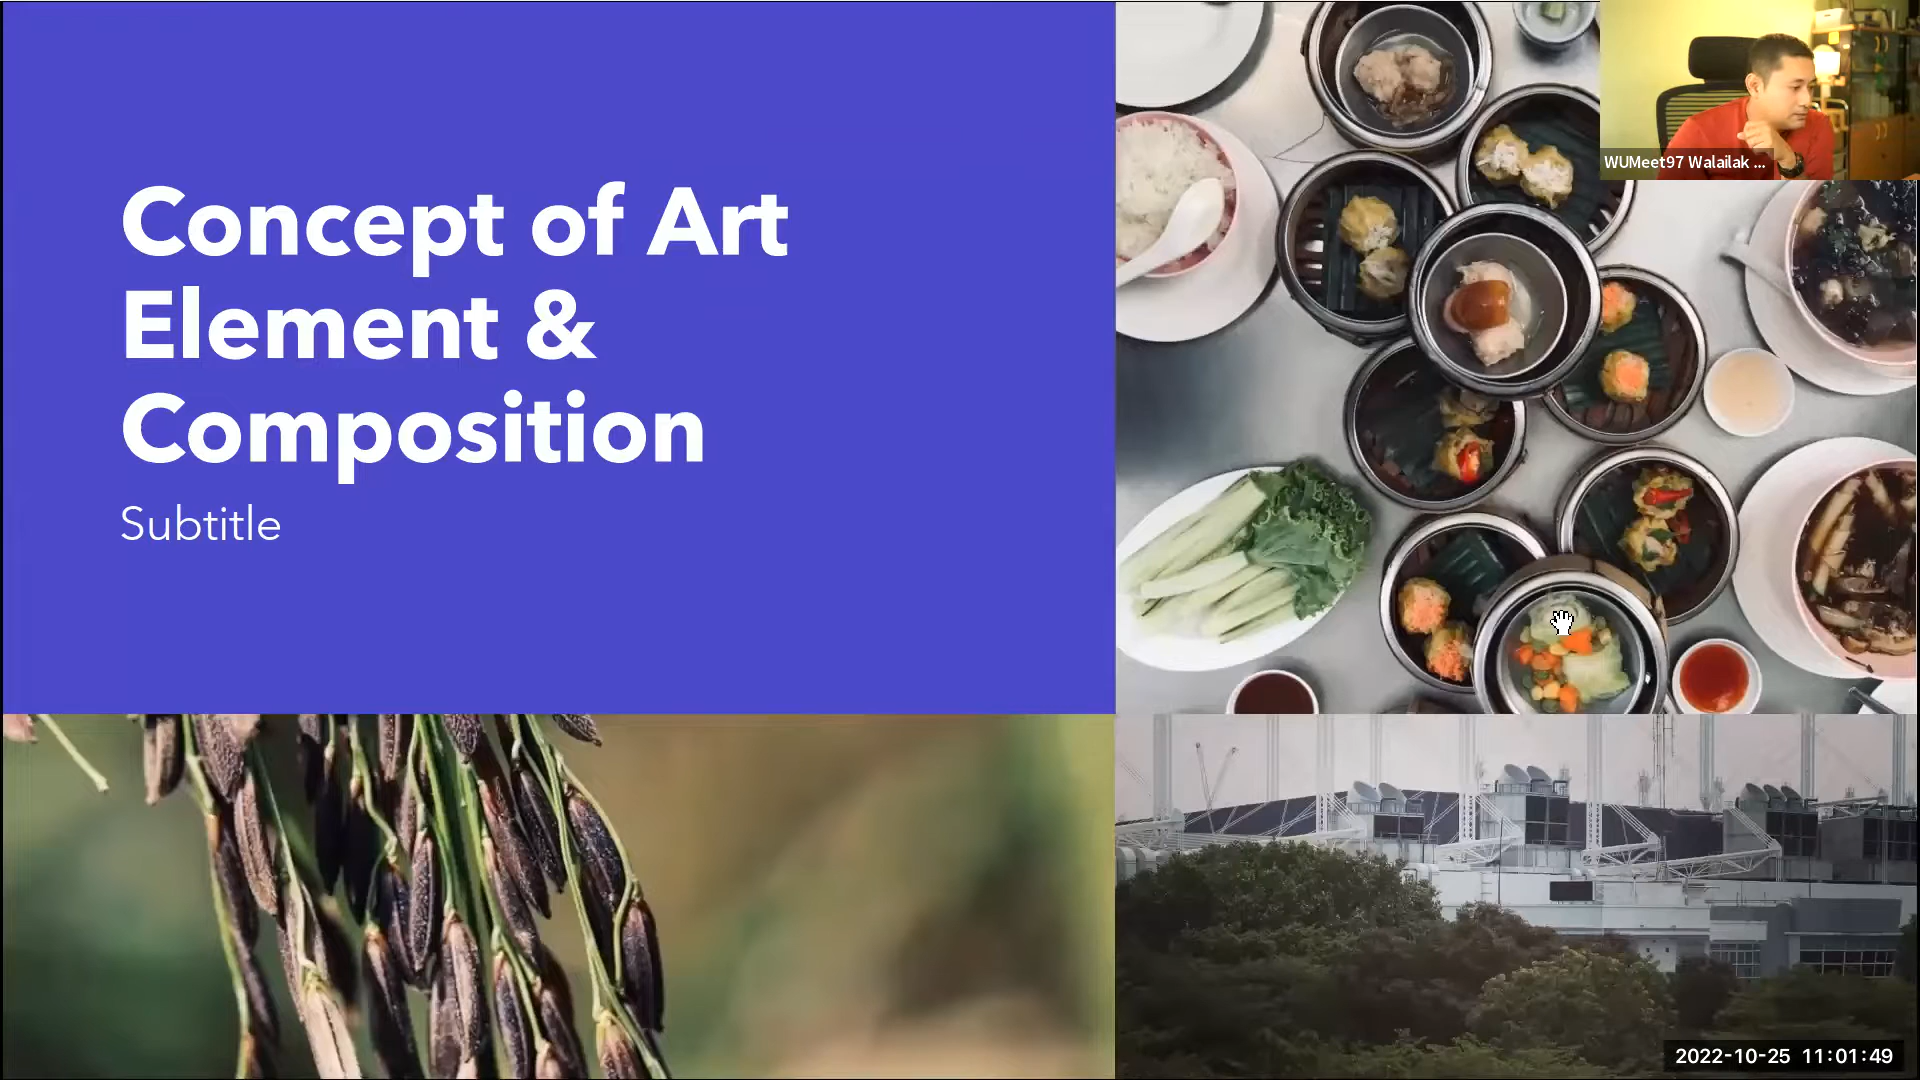 Concept of Art
Element &
Composition
Subtitle
WUMeet97 Walailak ...
2022-10-25 11:01:49